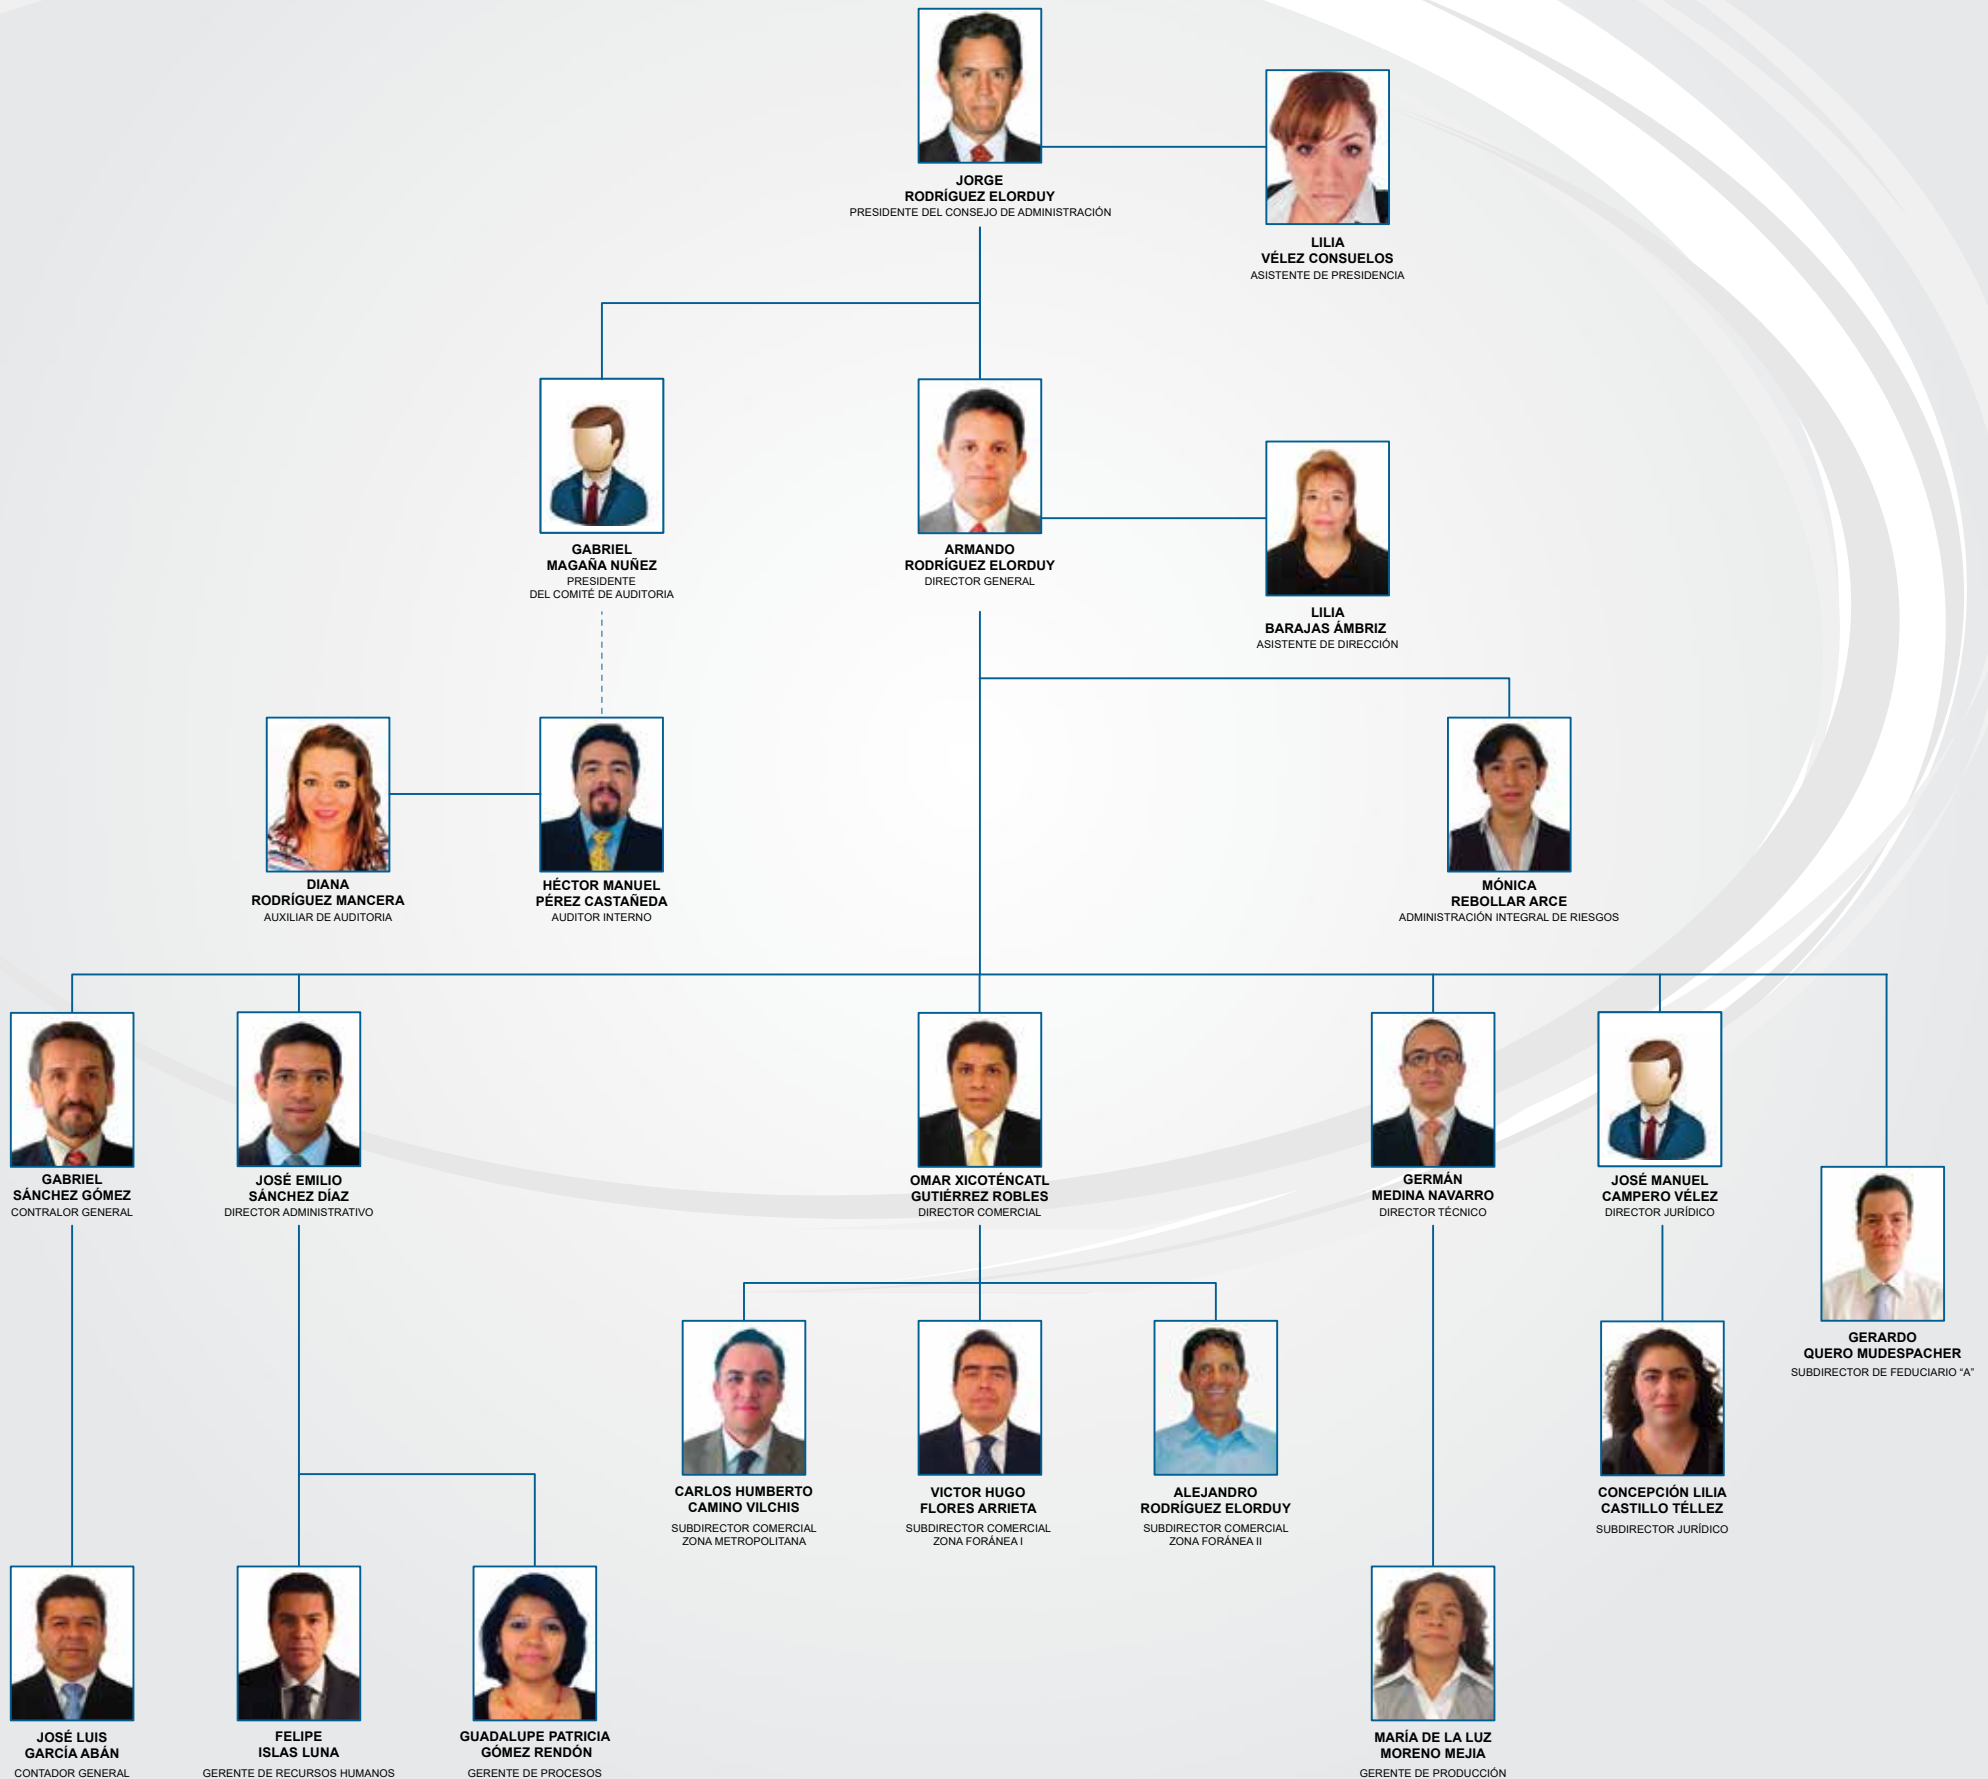 JORGE
RODRÍGUEZ ELORDUY
PRESIDENTE DEL CONSEJO DE ADMINISTRACIÓN
LILIA
VÉLEZ CONSUELOS
ASISTENTE DE PRESIDENCIA
GABRIEL
MAGAÑA NUÑEZ
PRESIDENTE
DEL COMITÉ DE AUDITORIA
ARMANDO
RODRÍGUEZ ELORDUY
DIRECTOR GENERAL
LILIA
BARAJAS ÁMBRIZ
ASISTENTE DE DIRECCIÓN
DIANA
RODRÍGUEZ MANCERA
AUXILIAR DE AUDITORIA
HÉCTOR MANUEL
PÉREZ CASTAÑEDA
AUDITOR INTERNO
MÓNICA
REBOLLAR ARCE
ADMINISTRACIÓN INTEGRAL DE RIESGOS
GABRIEL
SÁNCHEZ GÓMEZ
CONTRALOR GENERAL
JOSÉ EMILIO
SÁNCHEZ DÍAZ
DIRECTOR ADMINISTRATIVO
OMAR XICOTÉNCATL
GUTIÉRREZ ROBLES
DIRECTOR COMERCIAL
GERMÁN
MEDINA NAVARRO
DIRECTOR TÉCNICO
JOSÉ MANUEL
CAMPERO VÉLEZ
DIRECTOR JURÍDICO
GERARDO
QUERO MUDESPACHER
SUBDIRECTOR DE FEDUCIARIO “A”
CARLOS HUMBERTO
CAMINO VILCHIS
SUBDIRECTOR COMERCIAL
ZONA METROPOLITANA
VICTOR HUGO
FLORES ARRIETA
SUBDIRECTOR COMERCIAL
ZONA FORÁNEA I
ALEJANDRO
RODRÍGUEZ ELORDUY
SUBDIRECTOR COMERCIAL
ZONA FORÁNEA II
CONCEPCIÓN LILIA
CASTILLO TÉLLEZ
SUBDIRECTOR JURÍDICO
JOSÉ LUIS
GARCÍA ABÁN
CONTADOR GENERAL
FELIPE
ISLAS LUNA
GERENTE DE RECURSOS HUMANOS
GUADALUPE PATRICIA
GÓMEZ RENDÓN
GERENTE DE PROCESOS
MARÍA DE LA LUZ
MORENO MEJIA
GERENTE DE PRODUCCIÓN